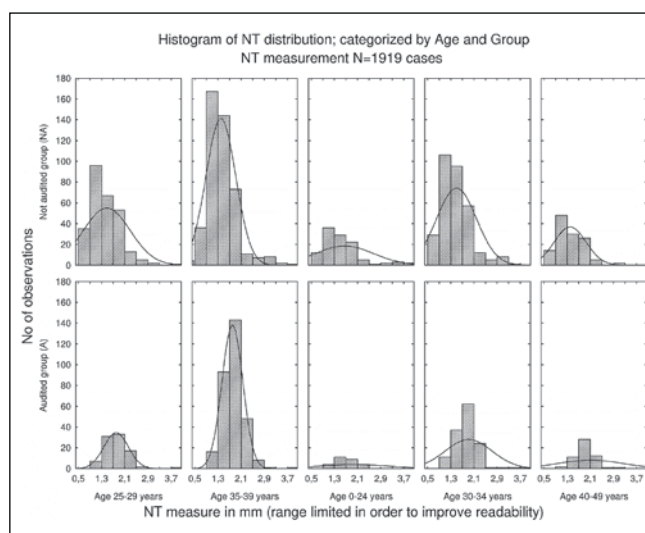 Histogram of NT distribution; categorized by Age and Group
NT measurement N=1919 cases
No of observations
Not audited group (NA)
180
160
140
120
100
80
60
40
20
0
Audited group (A)
180
160
140
120
100
80
60
40
20
0
0,5 1,3 2,1 2,9 3,7 0,5 1,3 2,1 2,9 3,7 0,5 1,3 2,1 2,9 3,7 0,5 1,3 2,1 2,9 3,7 0,5 1,3 2,1 2,9 3,7
Age 25-29 years Age 35-39 years Age 0-24 years Age 30-34 years Age 40-49 years
NT measure in mm (range limited in order to improve readability)